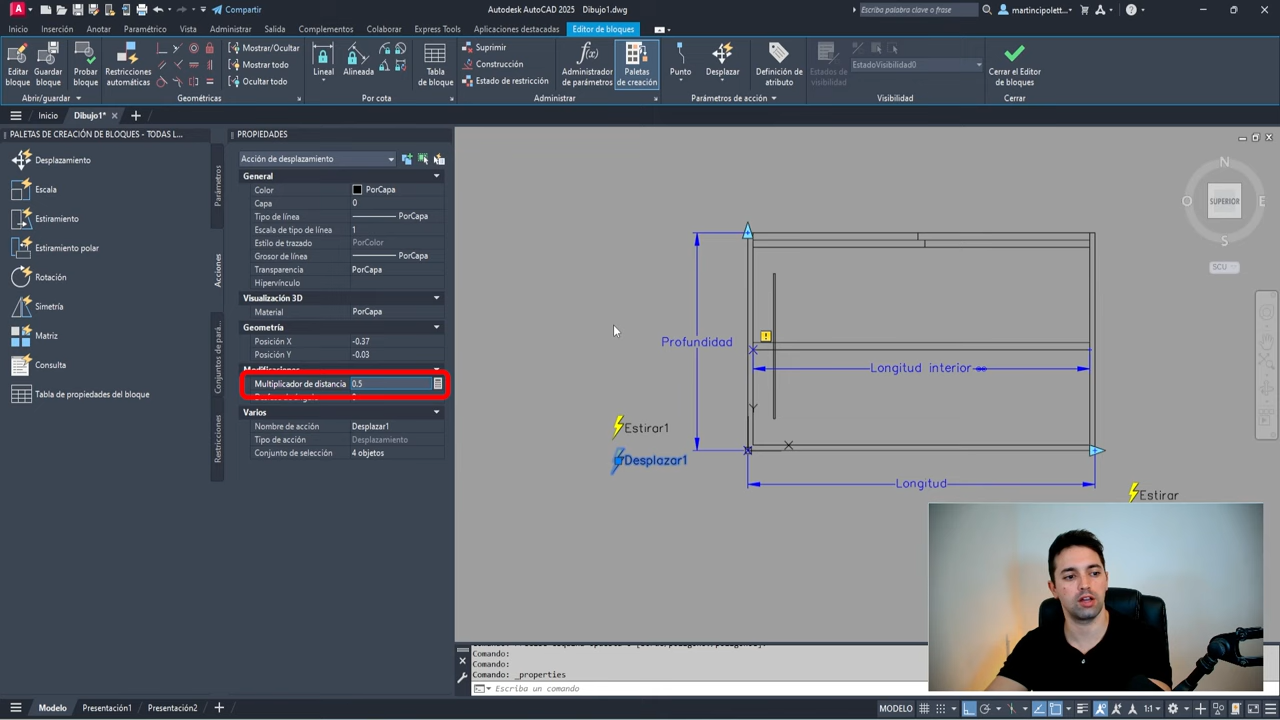 Compartir
Autodesk AutoCAD 2025 Dibujo1.dwg
Escriba palabra clave o frase
martinpolett...
Inicio Inserción Anotar Paramétrico Vista Administrar Salida Complementos Colaborar Express Tools Aplicaciones destacadas Editor de bloques
Editar bloque
Guardar bloque
Probar bloque
Abrir/guardar
Restricciones automáticas
Mostrar/Ocultar
Mostrar todo
Ocultar todo
Geométricas
Lineal
Alineada
Tabla de bloque
Por cota
Suprimir
Construcción
Estado de restricción
Administrador de parámetros
Paletas de creación
Administrar
Punto
Desplazar
Definición de atributo
Parámetros de acción
Estados de visibilidad
EstadoVisibilidad0
Visibilidad
Cerrar el Editor de bloques
Cerrar
Inicio
Dibujo1*
PALETAS DE CREACIÓN DE BLOQUES - TODAS L...
Desplazamiento
Escala
Estiramiento
Estiramiento polar
Rotación
Simetría
Matriz
Consulta
Tabla de propiedades del bloque
Parámetros
Acciones
Conjuntos de pará...
Restricciones
PROPIEDADES
Acción de desplazamiento
General
Color PorCapa
Capa 0
Tipo de línea PorCapa
Escala de tipo de línea 1
Estilo de trazado PorColor
Grosor de línea PorCapa
Transparencia PorCapa
Hipervínculo
Visualización 3D
Material PorCapa
Geometría
Posición X -0.37
Posición Y -0.03
Modificaciones
Multiplicador de distancia 0.5
Varios
Nombre de acción Desplazar1
Tipo de acción Desplazamiento
Conjunto de selección 4 objetos
Profundidad
Longitud interior
Y
X
Estirar1
Desplazar1
Longitud
Estirar
N
O SUPERIOR E
S
SCU
Comando:
Comando:
Comando: _properties
Escriba un comando
Modelo Presentación1 Presentación2
MODELO
1:1